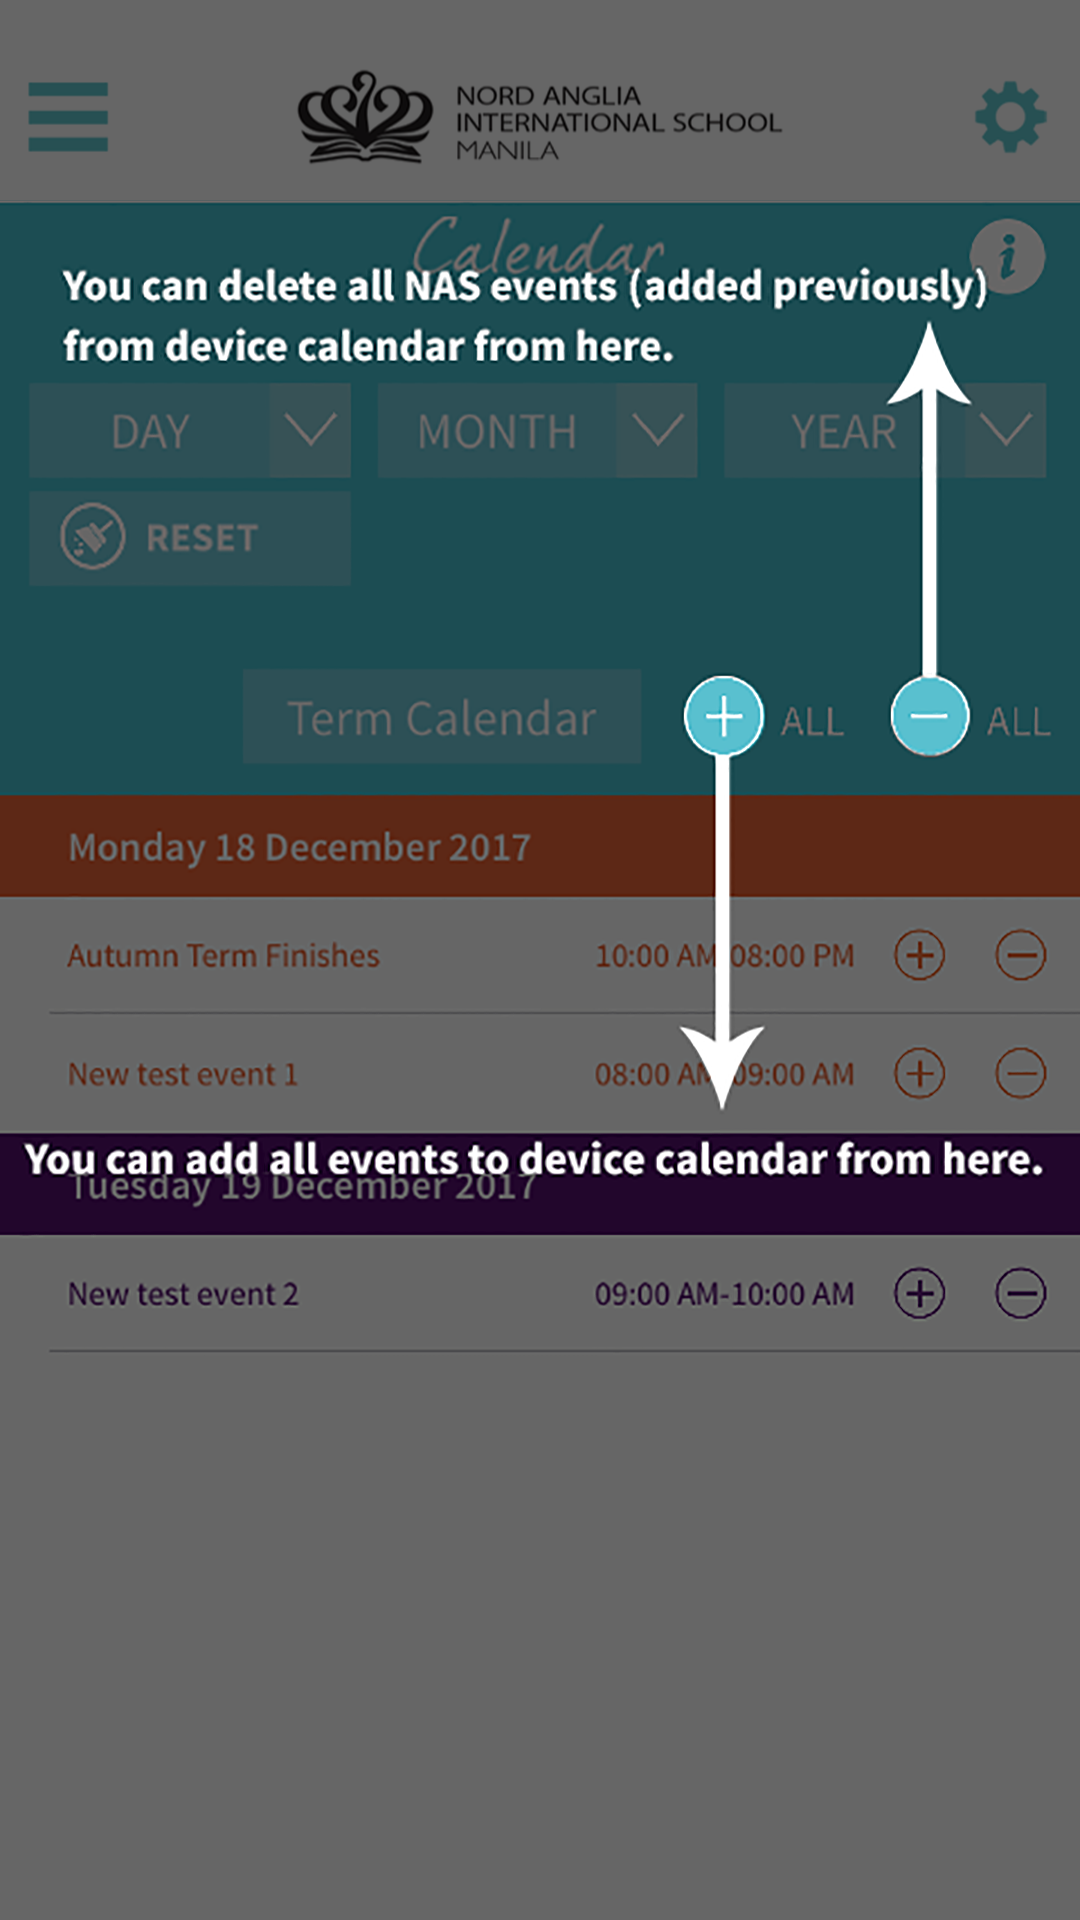 NORD ANGLIA
INTERNATIONAL SCHOOL
MANILA
Calendar
i
You can delete all NAS events (added previously)
from device calendar from here.
DAY
MONTH
YEAR
RESET
Term Calendar
ALL
ALL
Monday 18 December 2017
Autumn Term Finishes 10:00 AM 08:00 PM
New test event 1 08:00 AM 09:00 AM
You can add all events to device calendar from here.
Tuesday 19 December 2017
New test event 2 09:00 AM-10:00 AM